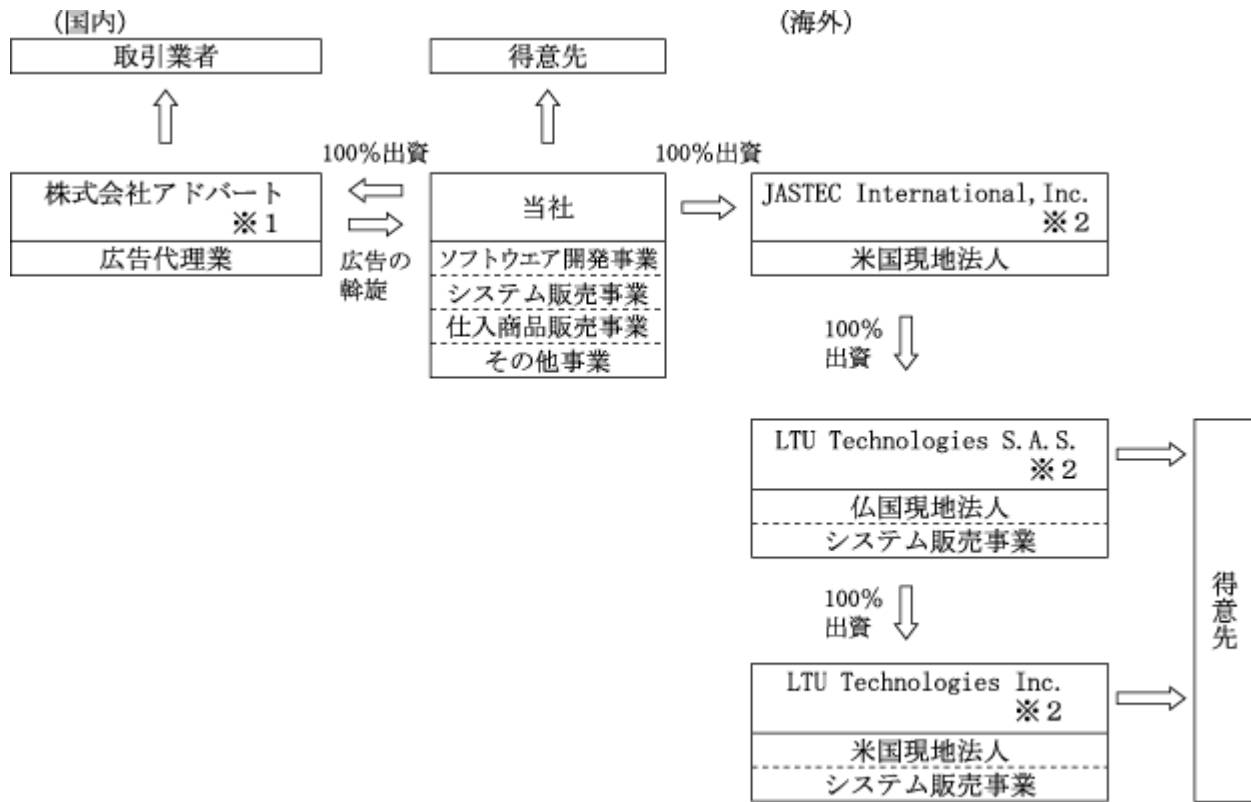 (国内)
(海外)
取引業者
得意先
100%出資
100%出資
株式会社アドバート
※1
広告代理業
広告の
斡旋
当社
ソフトウエア開発事業
システム販売事業
仕入商品販売事業
その他事業
JASTEC International,Inc.
※2
米国現地法人
100%
出資
LTU Technologies S.A.S.
※2
仏国現地法人
システム販売事業
100%
出資
LTU Technologies Inc.
※2
米国現地法人
システム販売事業
得意先